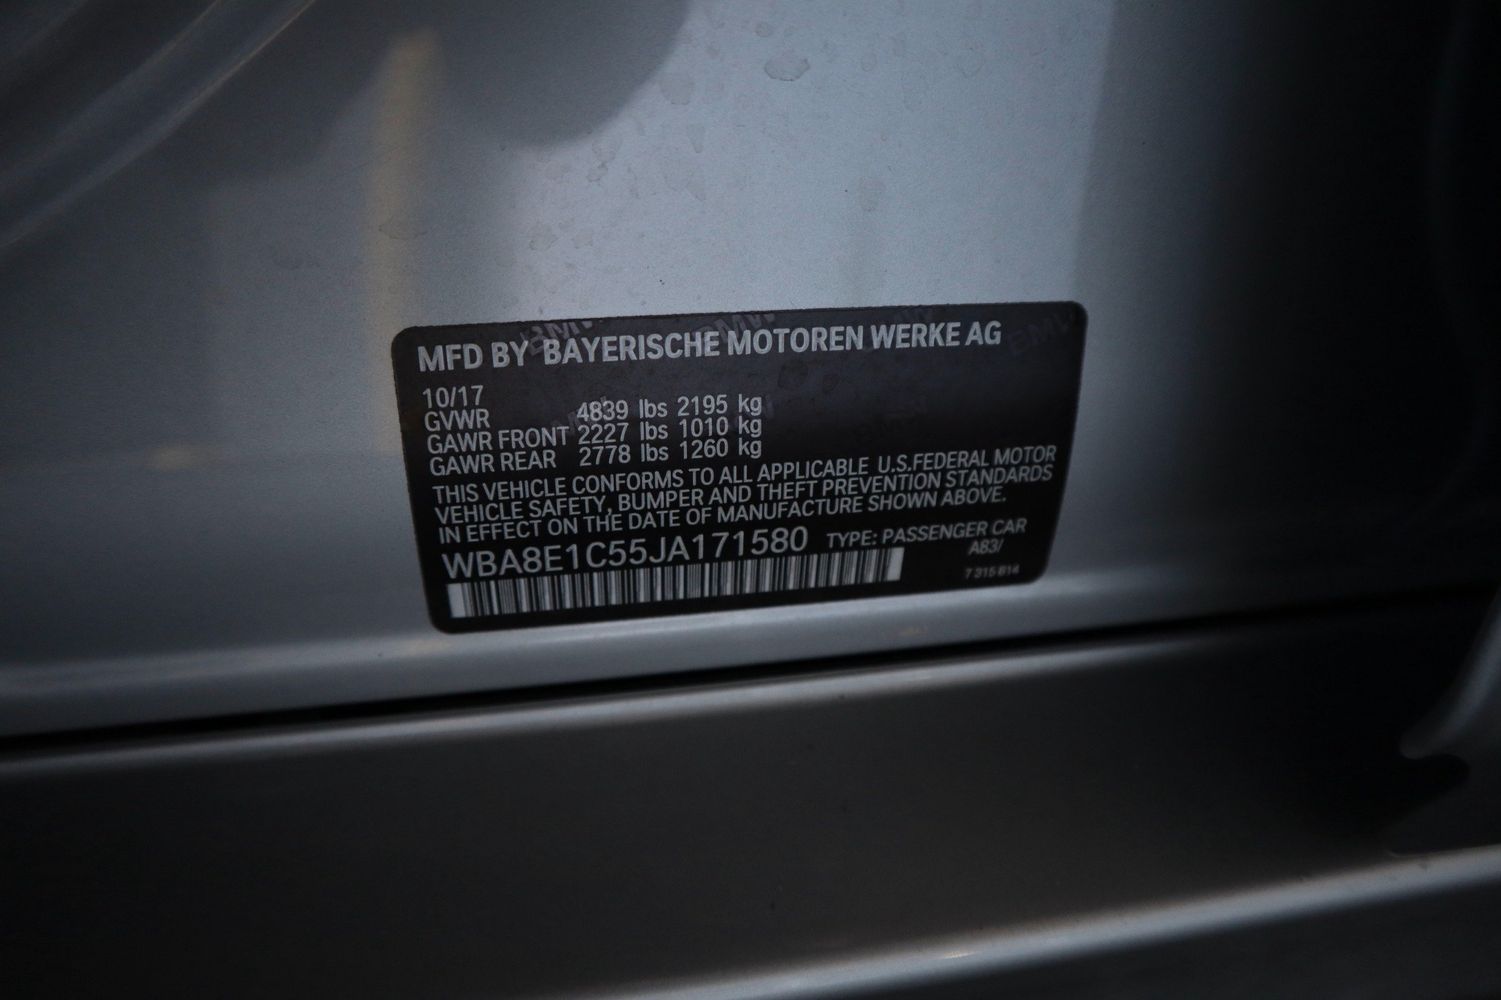 MFD BY BAYERISCHE MOTOREN WERKE AG
10/17
GVWR 4839 lbs 2195 kg
GAWR FRONT 2227 lbs 1010 kg
GAWR REAR 2778 lbs 1260 kg
THIS VEHICLE CONFORMS TO ALL APPLICABLE U.S.FEDERAL MOTOR
VEHICLE SAFETY, BUMPER AND THEFT PREVENTION STANDARDS
IN EFFECT ON THE DATE OF MANUFACTURE SHOWN ABOVE.
WBA8E1C55JA171580 TYPE: PASSENGER CAR
A83/
7 315 814